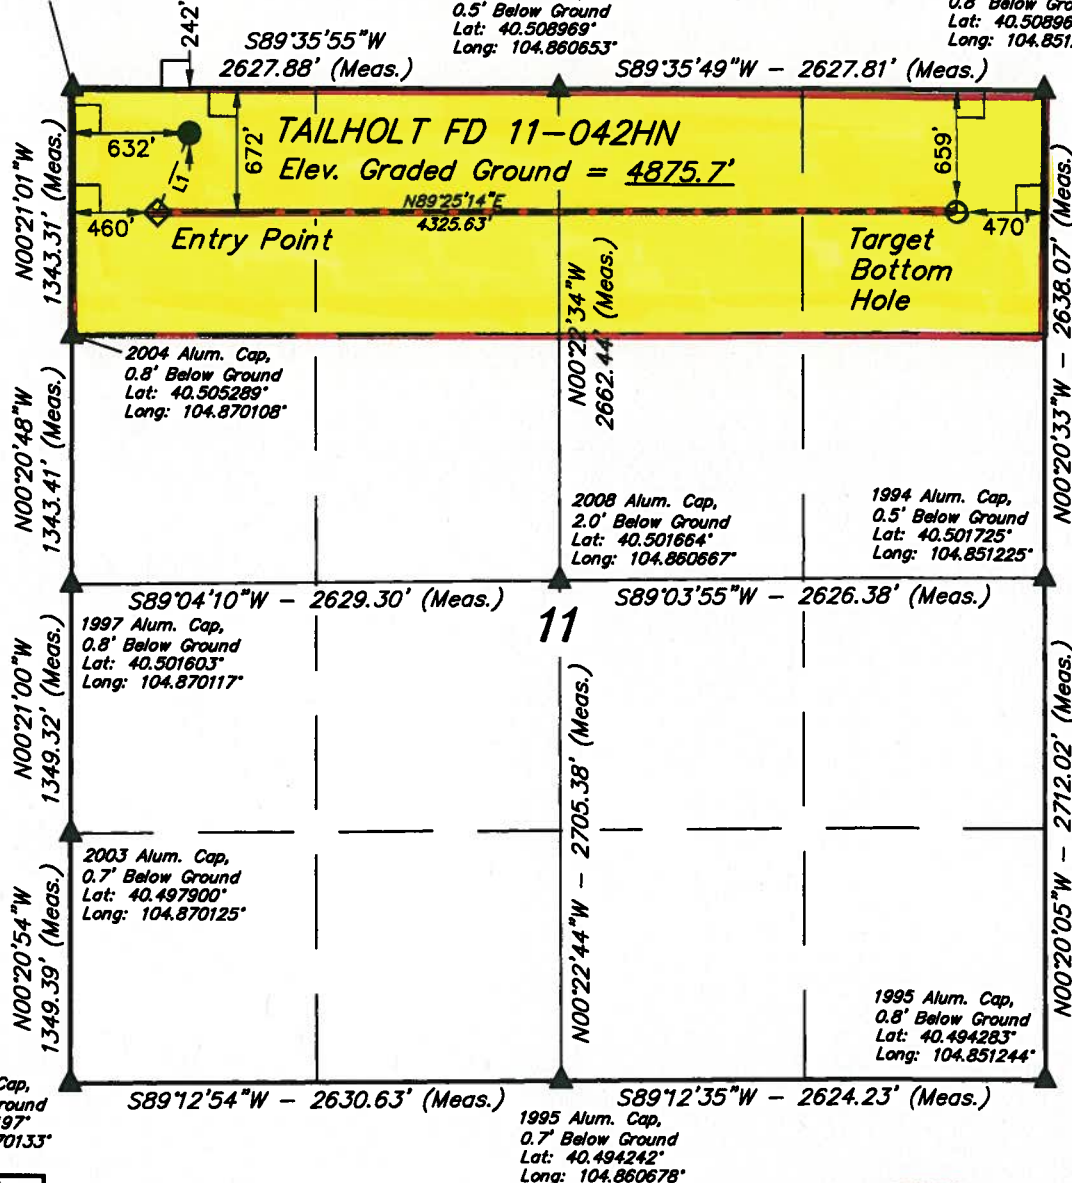 242'
0.5' Below Ground
Lat: 40.508969°
Long: 104.860653°
0.8' Below
Lat:
Long:
S89°35'55"W
2627.88' (Meas.)
S89°35'49"W – 2627.81' (Meas.)
632'
672'
TAILHOLT FD 11–042HN
Elev. Graded Ground = 4875.7'
659'
L1
N89°25'14"E
4325.63'
460'
470'
Entry Point
Target
Bottom
Hole
N00°21'01"W
1343.31' (Meas.)
N00°22'34"W
2662.44' (Meas.)
N00°20'33"W – 2638.07' (Meas.)
2004 Alum. Cap,
0.8' Below Ground
Lat: 40.505289°
Long: 104.870108°
N00°20'48"W
1343.41' (Meas.)
2008 Alum. Cap,
2.0' Below Ground
Lat: 40.501664°
Long: 104.860667°
1994 Alum. Cap,
0.5' Below Ground
Lat: 40.501725°
Long: 104.851225°
S89°04'10"W – 2629.30' (Meas.)
S89°03'55"W – 2626.38' (Meas.)
11
1997 Alum. Cap,
0.8' Below Ground
Lat: 40.501603°
Long: 104.870117°
N00°21'00"W
1349.32' (Meas.)
N00°22'44"W – 2705.38' (Meas.)
N00°20'05"W – 2712.02' (Meas.)
2003 Alum. Cap,
0.7' Below Ground
Lat: 40.497900°
Long: 104.870125°
N00°20'54"W
1349.39' (Meas.)
1995 Alum. Cap,
0.8' Below Ground
Lat: 40.494283°
Long: 104.851244°
Cap,
round
97°
70133°
S89°12'54"W – 2630.63' (Meas.)
S89°12'35"W – 2624.23' (Meas.)
1995 Alum. Cap,
0.7' Below Ground
Lat: 40.494242°
Long: 104.860678°